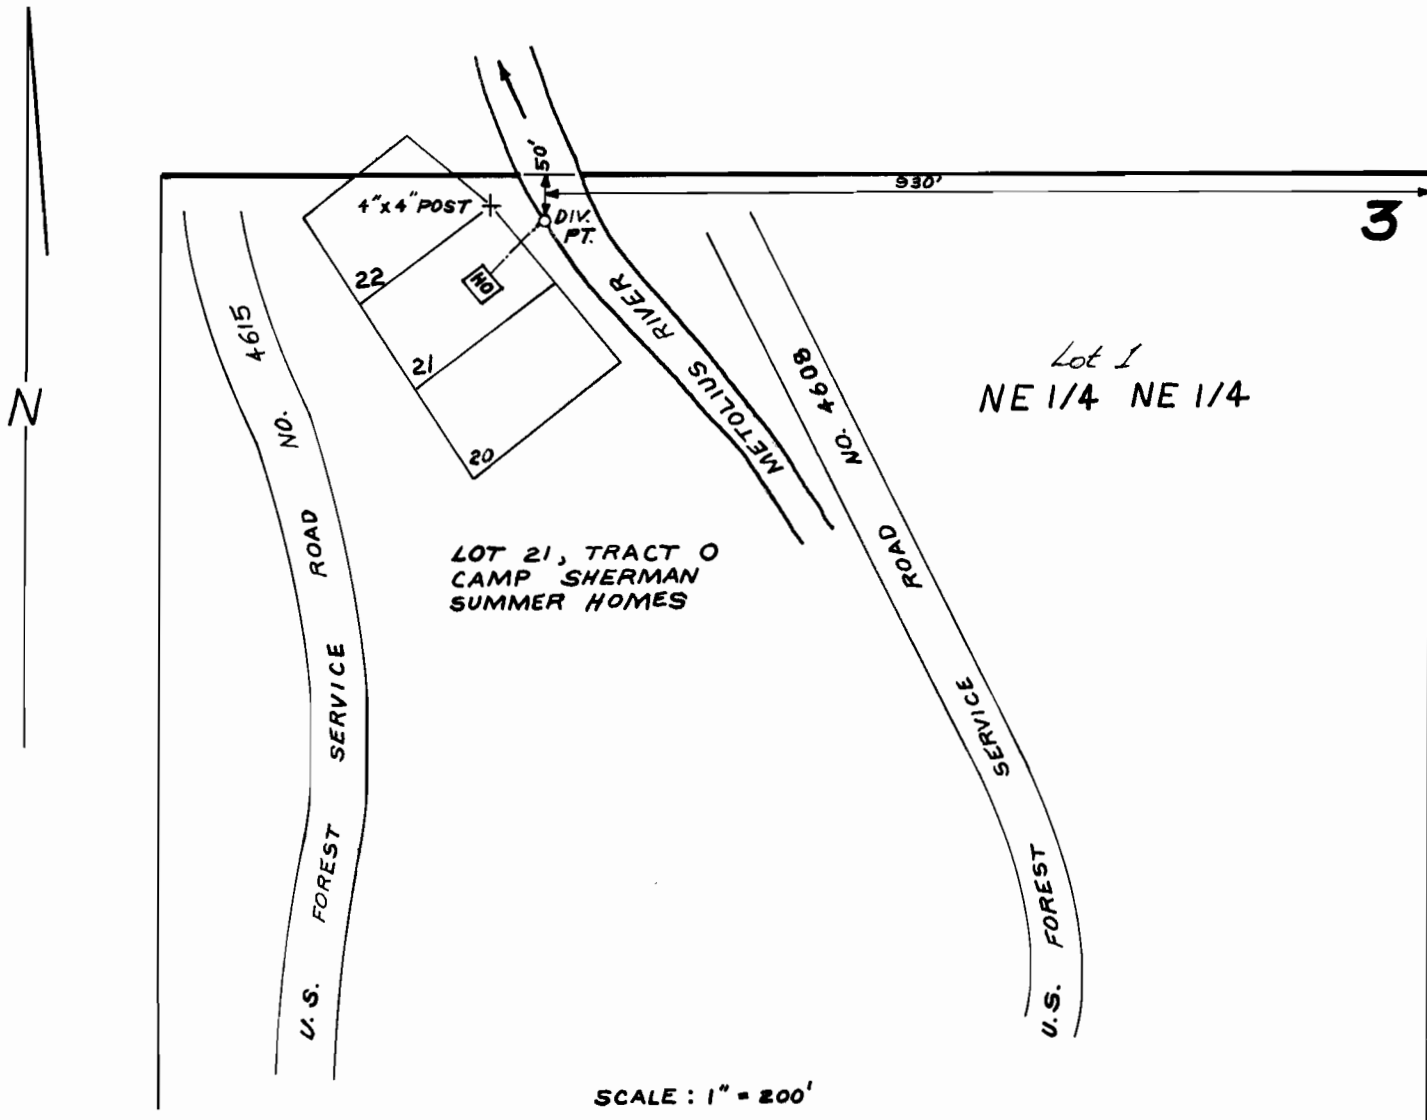 50'
930'
3
4"x4" POST
DIV.
PT.
HO
22
21
20
N
METOLIUS RIVER
Lot 1
NE 1/4 NE 1/4
LOT 21, TRACT O
CAMP SHERMAN
SUMMER HOMES
U.S. FOREST SERVICE ROAD NO. 4615
U.S. FOREST SERVICE ROAD NO. 4608
SCALE: 1" = 200'